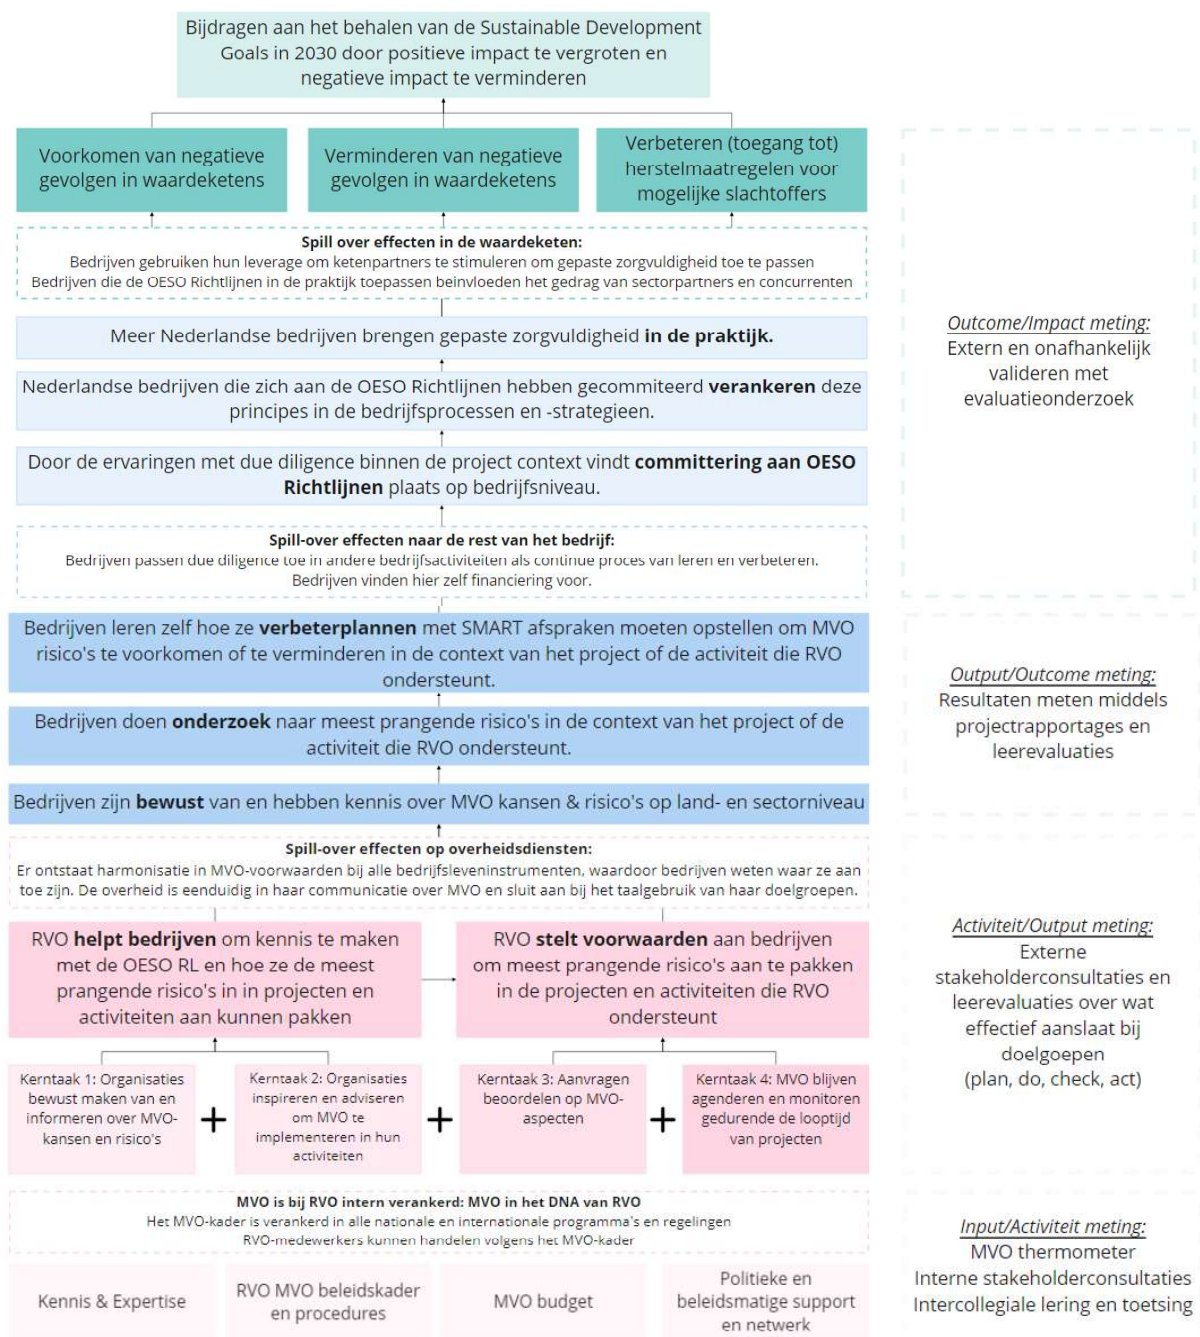 Bijdragen aan het behalen van de Sustainable Development
Goals in 2030 door positieve impact te vergroten en
negatieve impact te verminderen
Voorkomen van negatieve
gevolgen in waardeketens
Verminderen van negatieve
gevolgen in waardeketens
Verbeteren (toegang tot)
herstelmaatregelen voor
mogelijke slachtoffers
Spill over effecten in de waardeketen:
Bedrijven gebruiken hun leverage om ketenpartners te stimuleren om gepaste zorgvuldigheid toe te passen
Bedrijven die de OESO Richtlijnen in de praktijk toepassen beinvloeden het gedrag van sectorpartners en concurrenten
Meer Nederlandse bedrijven brengen gepaste zorgvuldigheid in de praktijk.
Nederlandse bedrijven die zich aan de OESO Richtlijnen hebben gecommiteerd verankeren deze
principes in de bedrijfsprocessen en -strategieen.
Door de ervaringen met due diligence binnen de project context vindt committering aan OESO
Richtlijnen plaats op bedrijfsniveau.
Spill-over effecten naar de rest van het bedrijf:
Bedrijven passen due diligence toe in andere bedrijfsactiviteiten als continue proces van leren en verbeteren.
Bedrijven vinden hier zelf financiering voor.
Outcome/Impact meting:
Extern en onafhankelijk
valideren met
evaluatieonderzoek
Bedrijven leren zelf hoe ze verbeterplannen met SMART afspraken moeten opstellen om MVO
risico's te voorkomen of te verminderen in de context van het project of de activiteit die RVO
ondersteunt.
Bedrijven doen onderzoek naar meest prangende risico's in de context van het project of de
activiteit die RVO ondersteunt.
Bedrijven zijn bewust van en hebben kennis over MVO kansen & risico's op land- en sectorniveau
Output/Outcome meting:
Resultaten meten middels
projectrapportages en
leerevaluaties
Spill-over effecten op overheidsdiensten:
Er ontstaat harmonisatie in MVO-voorwaarden bij alle bedrijfsleveninstrumenten, waardoor bedrijven weten waar ze aan
toe zijn. De overheid is eenduidig in haar communicatie over MVO en sluit aan bij het taalgebruik van haar doelgroepen.
RVO helpt bedrijven om kennis te maken
met de OESO RL en hoe ze de meest
prangende risico's in in projecten en
activiteiten aan kunnen pakken
RVO stelt voorwaarden aan bedrijven
om meest prangende risico's aan te pakken
in de projecten en activiteiten die RVO
ondersteunt
Kerntaak 1: Organisaties
bewust maken van en
informeren over MVO-
kansen en risico's
+
Kerntaak 2: Organisaties
inspireren en adviseren
om MVO te
implementeren in hun
activiteiten
+
Kerntaak 3: Aanvragen
beoordelen op MVO-
aspecten
+
Kerntaak 4: MVO blijven
agenderen en monitoren
gedurende de looptijd
van projecten
Activiteit/Output meting:
Externe
stakeholderconsultaties en
leerevaluaties over wat
effectief aanslaat bij
doelgoepen
(plan, do, check, act)
MVO is bij RVO intern verankerd: MVO in het DNA van RVO
Het MVO-kader is verankerd in alle nationale en internationale programma's en regelingen
RVO-medewerkers kunnen handelen volgens het MVO-kader
Kennis & Expertise
RVO MVO beleidskader
en procedures
MVO budget
Politieke en
beleidsmatige support
en netwerk
Input/Activiteit meting:
MVO thermometer
Interne stakeholderconsultaties
Intercollegiale lering en toetsing